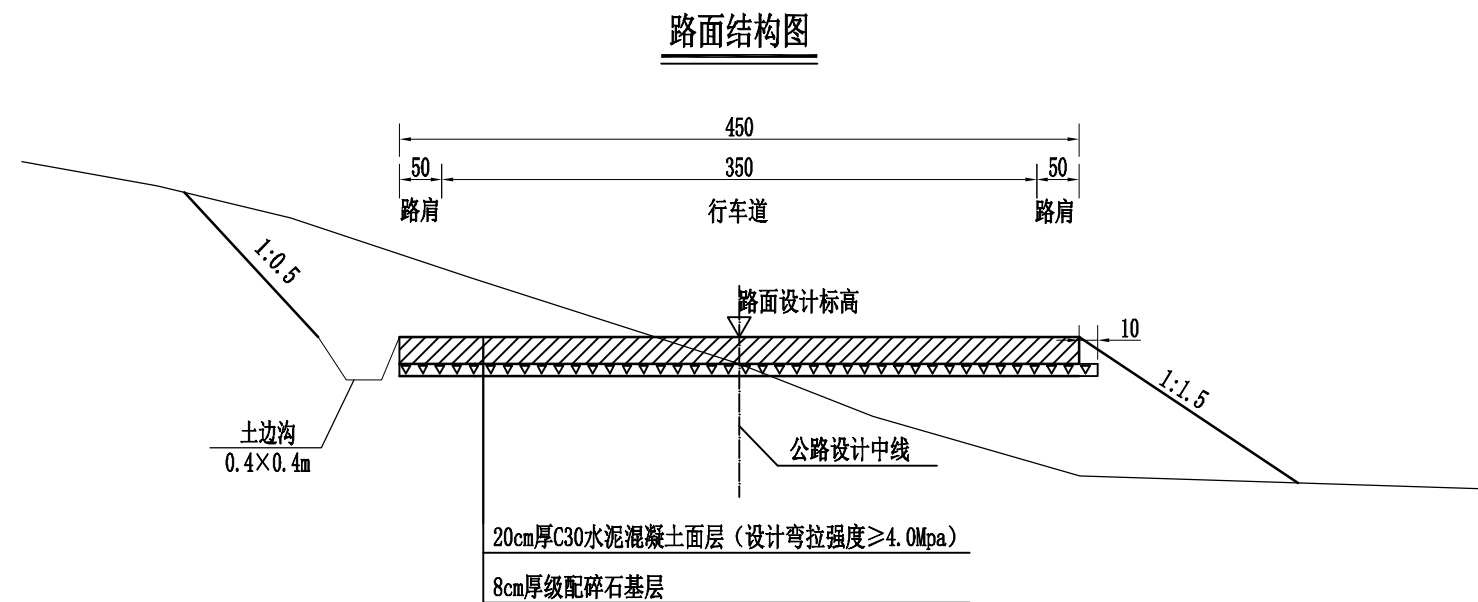 路面结构图
450
50 350 50
路肩 行车道 路肩
1:0.5
路面设计标高
10
1:1.5
土边沟
0.4×0.4m
公路设计中线
20cm厚C30水泥混凝土面层（设计弯拉强度≥4.0Mpa）
8cm厚级配碎石基层